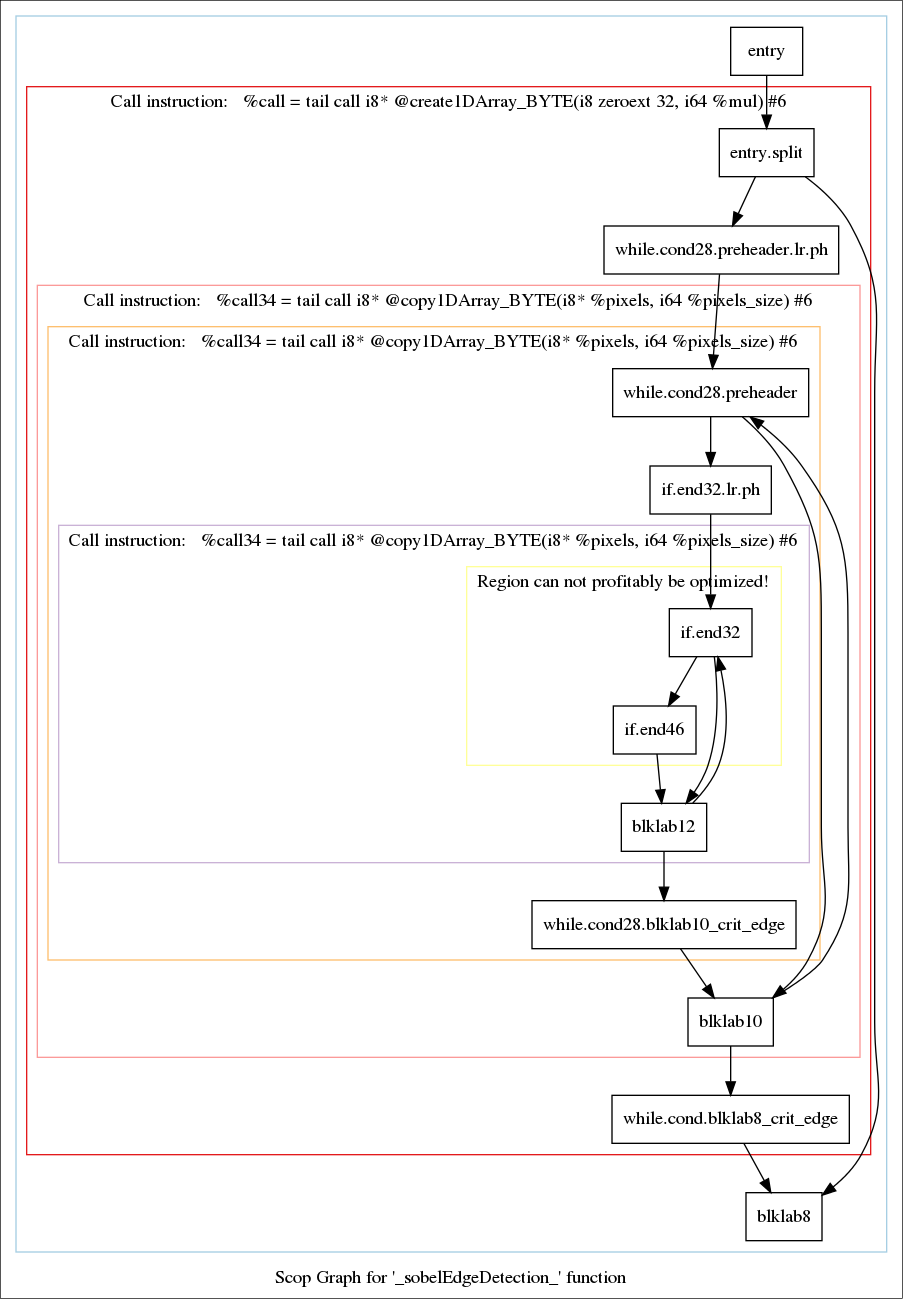 entry
Call instruction: %call = tail call i8* @create1DArray_BYTE(i8 zeroext 32, i64 %mul) #6
entry.split
while.cond28.preheader.lr.ph
Call instruction: %call34 = tail call i8* @copy1DArray_BYTE(i8* %pixels, i64 %pixels_size) #6
Call instruction: %call34 = tail call i8* @copy1DArray_BYTE(i8* %pixels, i64 %pixels_size) #6
while.cond28.preheader
if.end32.lr.ph
Call instruction: %call34 = tail call i8* @copy1DArray_BYTE(i8* %pixels, i64 %pixels_size) #6
Region can not profitably be optimized!
if.end32
if.end46
blklab12
while.cond28.blklab10_crit_edge
blklab10
while.cond.blklab8_crit_edge
blklab8
Scop Graph for '_sobelEdgeDetection_' function